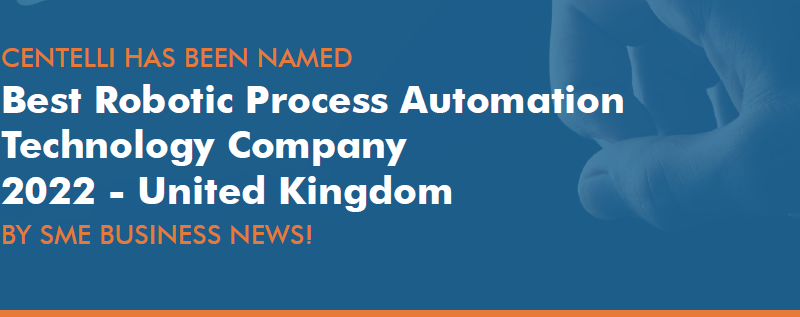 CENTELLI HAS BEEN NAMED
Best Robotic Process Automation
Technology Company
2022 - United Kingdom
BY SME BUSINESS NEWS!